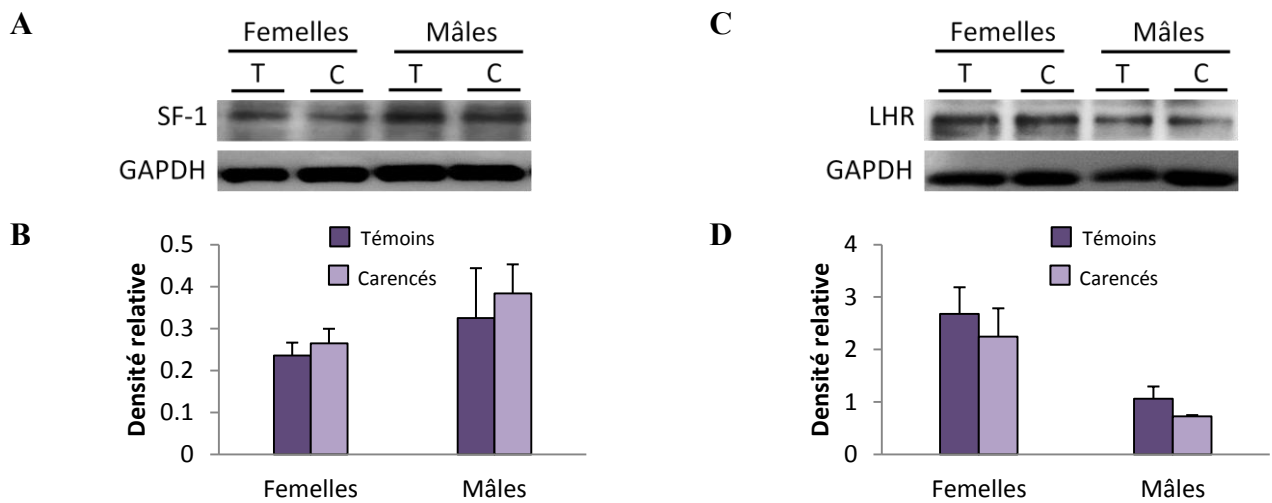 A
Femelles Mâles
T C T C
SF-1
GAPDH
B
Témoins
Carencés
Densité relative
0.5
0.4
0.3
0.2
0.1
0
Femelles Mâles
C
Femelles Mâles
T C T C
LHR
GAPDH
D
Témoins
Carencés
Densité relative
4
3
2
1
0
Femelles Mâles